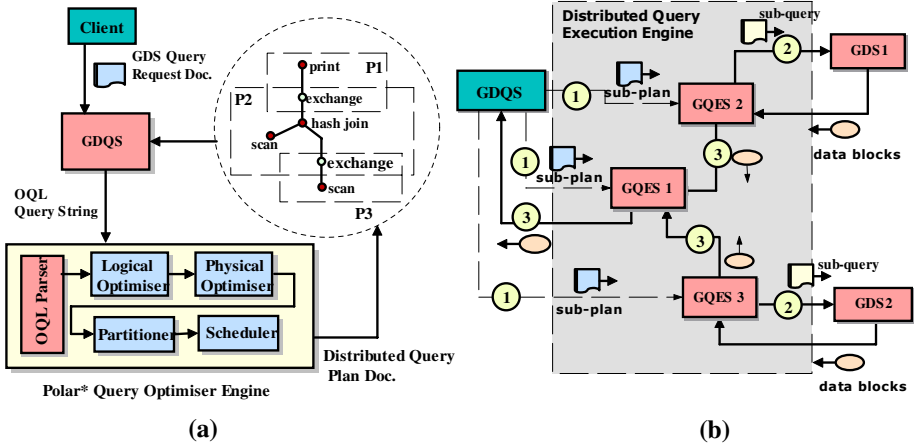 Client
GDS Query
Request Doc.
GDQS
OQL
Query String
P1
print
exchange
P2
hash join
scan
exchange
scan
P3
OQL Parser
Logical
Optimiser
Physical
Optimiser
Partitioner
Scheduler
Distributed Query
Plan Doc.
Polar* Query Optimiser Engine
(a)
Distributed Query
Execution Engine
sub-query
2
GDS1
GDQS
1
sub-plan
GQES 2
data blocks
1
sub-plan
3
GQES 1
3
3
sub-query
1
sub-plan
GQES 3
2
GDS2
data blocks
(b)